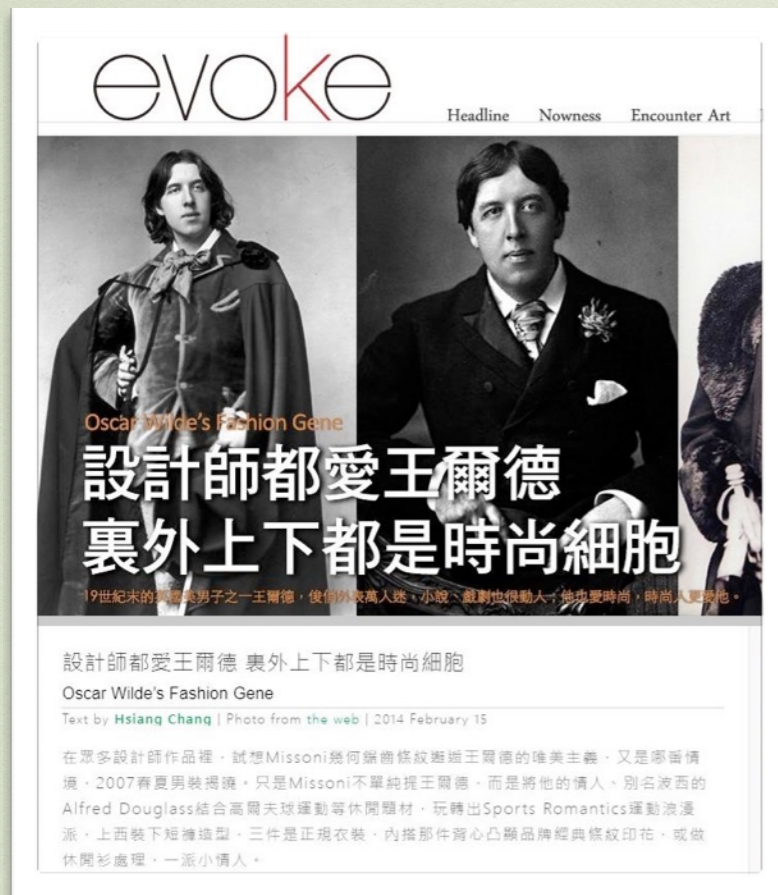 evoke
Headline Nowness Encounter Art
Oscar Wilde's Fashion Gene
設計師都愛王爾德
裏外上下都是時尚細胞
19世紀末的英國美男子之一王爾德，俊俏外表萬人迷。小說、戲劇也很動人；他也愛時尚，時尚人更愛他。
設計師都愛王爾德 裏外上下都是時尚細胞
Oscar Wilde's Fashion Gene
Text by Hsiang Chang | Photo from the web | 2014 February 15
在眾多設計師作品裡，試想Missoni幾何鋸齒條紋邂逅王爾德的唯美主義，又是哪番情
境，2007春夏男裝揭曉。只是Missoni不單純提王爾德，而是將他的情人、別名波西的
Alfred Douglass結合高爾夫球運動等休閒題材，玩轉出Sports Romantics運動浪漫
派，上西裝下短褲造型，三件是正規衣裝，內搭那件背心凸顯品牌經典條紋印花，或做
休閒衫處理，一派小情人。